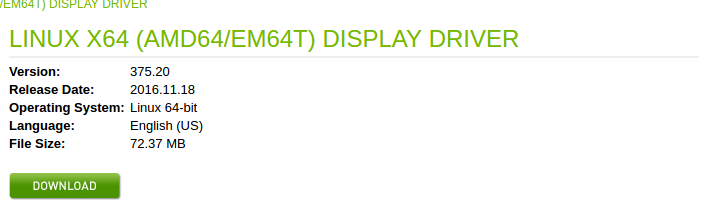 /EM64T) DISPLAY DRIVER
LINUX X64 (AMD64/EM64T) DISPLAY DRIVER
Version: 375.20
Release Date: 2016.11.18
Operating System: Linux 64-bit
Language: English (US)
File Size: 72.37 MB
DOWNLOAD